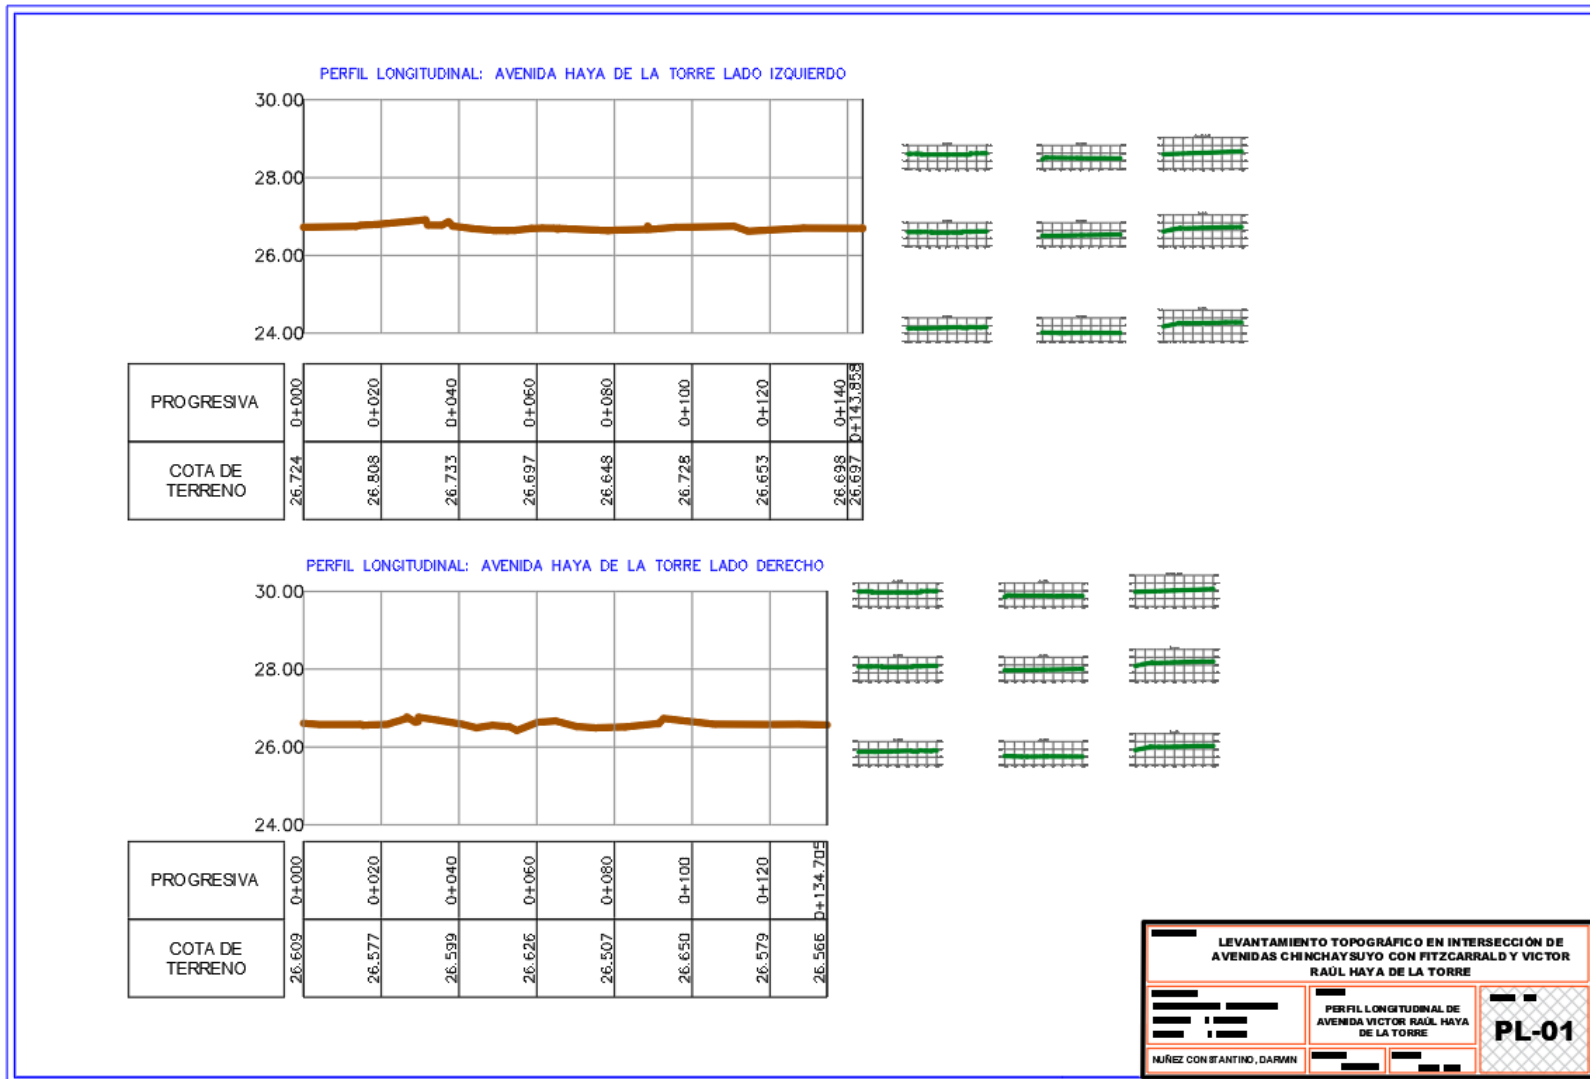 PERFIL LONGITUDINAL: AVENIDA HAYA DE LA TORRE LADO IZQUIERDO
30.00
28.00
26.00
24.00
PROGRESIVA
0+000
0+020
0+040
0+060
0+080
0+100
0+120
0+140
0+143.858
COTA DE
TERRENO
26.724
26.808
26.733
26.697
26.648
26.728
26.653
26.698
26.697
PERFIL LONGITUDINAL: AVENIDA HAYA DE LA TORRE LADO DERECHO
30.00
28.00
26.00
24.00
PROGRESIVA
0+000
0+020
0+040
0+060
0+080
0+100
0+120
0+134.705
COTA DE
TERRENO
26.609
26.577
26.599
26.626
26.507
26.650
26.579
26.566
LEVANTAMIENTO TOPOGRÁFICO EN INTERSECCIÓN DE
AVENIDAS CHINCHAYSUYO CON FITZCARRALD Y VICTOR
RAÚL HAYA DE LA TORRE
PERFIL LONGITUDINAL DE
AVENIDA VICTOR RAÚL HAYA
DE LA TORRE
PL-01
NUÑEZ CONSTANTINO, DARWIN